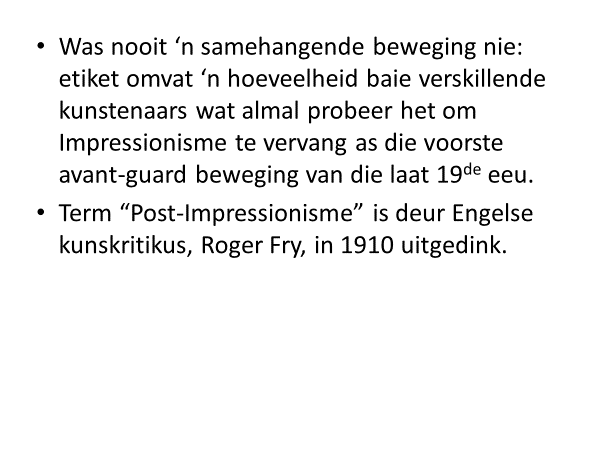 • Was nooit ‘n samehangende beweging nie:
etiket omvat ‘n hoeveelheid baie verskillende
kunstenaars wat almal probeer het om
Impressionisme te vervang as die voorste
avant-guard beweging van die laat 19de eeu.
• Term “Post-Impressionisme” is deur Engelse
kunskritikus, Roger Fry, in 1910 uitgedink.